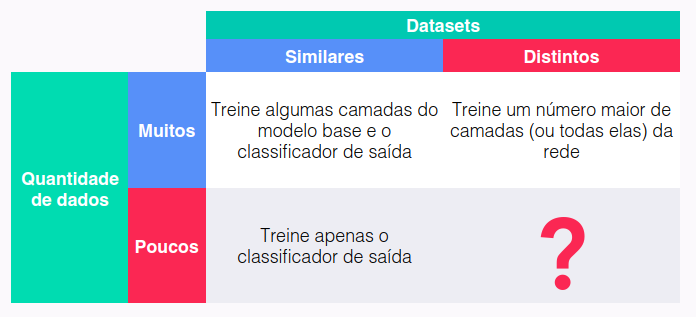 Datasets
Similares
Distintos
Quantidade
de dados
Muitos
Treine algumas camadas do
modelo base e o
classificador de saída
Treine um número maior de
camadas (ou todas elas) da
rede
Poucos
Treine apenas o
classificador de saída
?